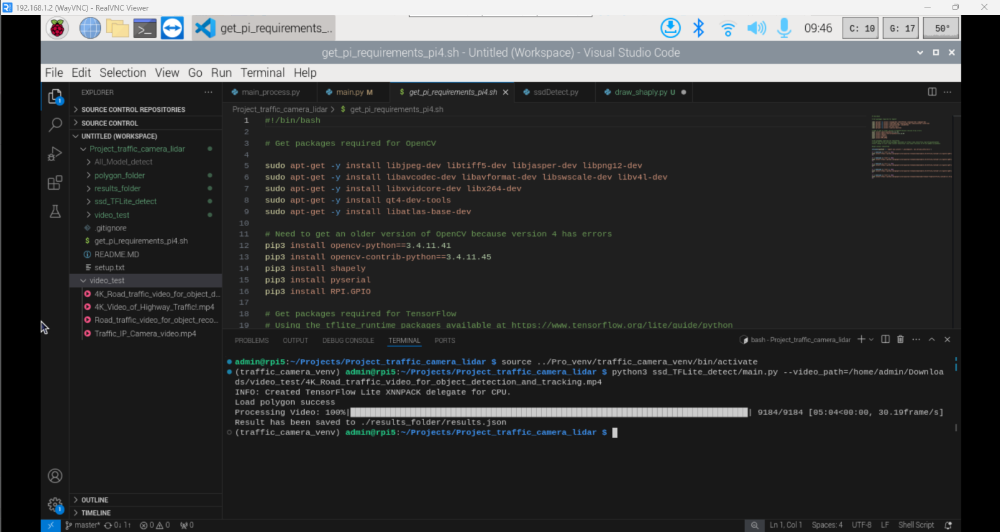 192.168.1.2 (WayVNC) - RealVNC Viewer
get_pi_requirements_..
09:46
C: 10
G: 17
50°
get_pi_requirements_pi4.sh - Untitled (Workspace) - Visual Studio Code
File Edit Selection View Go Run Terminal Help
EXPLORER
SOURCE CONTROL REPOSITORIES
SOURCE CONTROL
UNTITLED (WORKSPACE)
Project_traffic_camera_lidar
All_Model_detect
polygon_folder
results_folder
ssd_TFLite_detect
video_test
.gitignore
$ get_pi_requirements_pi4.sh
README.MD
setup.txt
video_test
4K_Road_traffic_video_for_object_d...
4K_Video_of_Highway_Traffic!.mp4
Road_traffic_video_for_object_reco...
Traffic_IP_Camera_video.mp4
OUTLINE
TIMELINE
1
1
main_process.py
main.py M
$ get_pi_requirements_pi4.sh
ssdDetect.py
draw_shaply.py U
Project_traffic_camera_lidar > $ get_pi_requirements_pi4.sh
1 #!/bin/bash
2
3 # Get packages required for OpenCV
4
5 sudo apt-get -y install libjpeg-dev libtiff5-dev libjasper-dev libpng12-dev
6 sudo apt-get -y install libavcodec-dev libavformat-dev libswscale-dev libv4l-dev
7 sudo apt-get -y install libxvidcore-dev libx264-dev
8 sudo apt-get -y install qt4-dev-tools
9 sudo apt-get -y install libatlas-base-dev
10
11 # Need to get an older version of OpenCV because version 4 has errors
12 pip3 install opencv-python==3.4.11.41
13 pip3 install opencv-contrib-python==3.4.11.45
14 pip3 install shapely
15 pip3 install pyserial
16 pip3 install RPI.GPIO
17
18 # Get packages required for TensorFlow
19 # Using the tflite_runtime packages available at https://www.tensorflow.org/lite/guide/python
PROBLEMS OUTPUT DEBUG CONSOLE TERMINAL PORTS
bash - Project_traffic_camera_lidar
admin@rpi5:~/Projects/Project_traffic_camera_lidar $ source ../Pro_venv/traffic_camera_venv/bin/activate
(traffic_camera_venv) admin@rpi5:~/Projects/Project_traffic_camera_lidar $ python3 ssd_TFLite_detect/main.py --video_path=/home/admin/Downloa
ds/video_test/4K_Road_traffic_video_for_object_detection_and_tracking.mp4
INFO: Created TensorFlow Lite XNNPACK delegate for CPU.
Load polygon success
Processing Video: 100%| | 9184/9184 [05:04<00:00, 30.19frame/s]
Result has been saved to ./results_folder/results.json
(traffic_camera_venv) admin@rpi5:~/Projects/Project_traffic_camera_lidar $
master* 0↓ 1↑ 0 0 0
Ln 1, Col 1 Spaces: 4 UTF-8 LF Shell Script